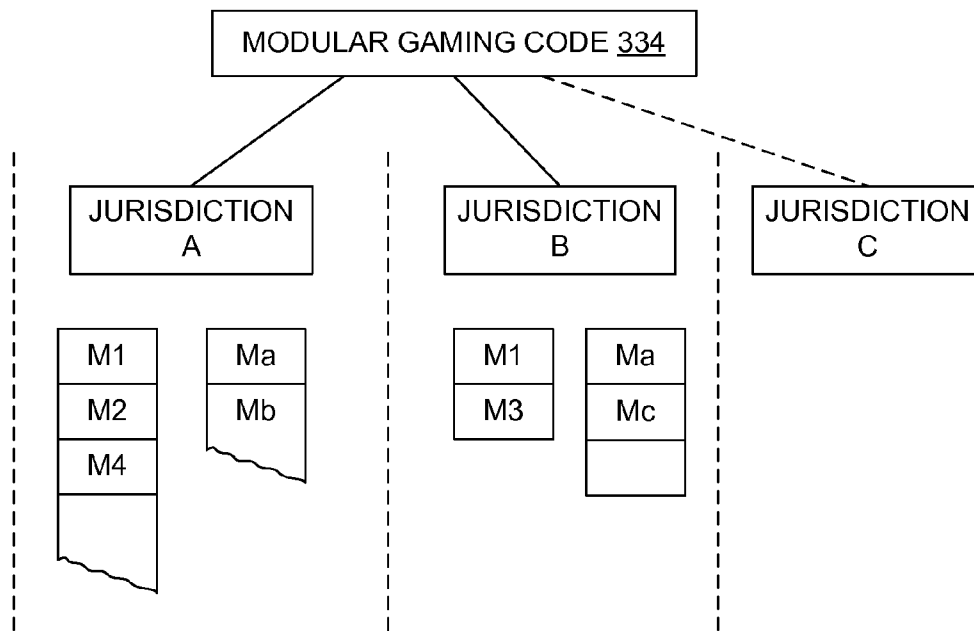 MODULAR GAMING CODE 334
JURISDICTION
A
JURISDICTION
B
JURISDICTION
C
M1
M2
M4
Ma
Mb
M1
M3
Ma
Mc